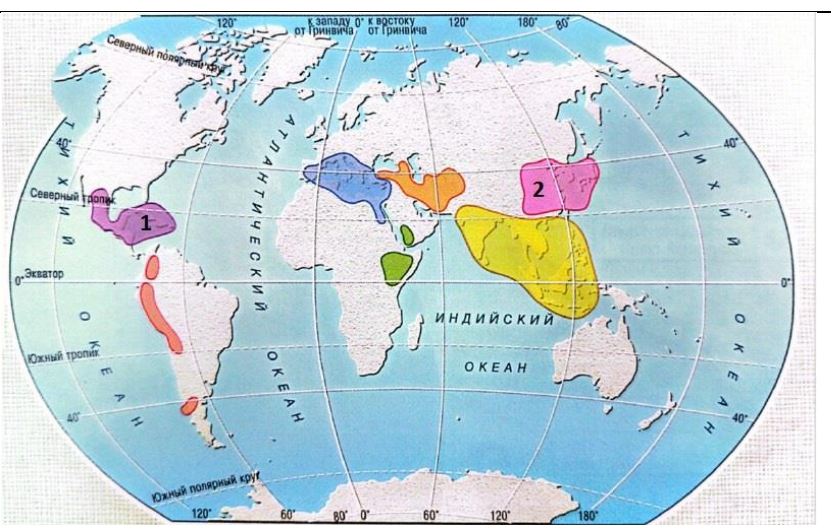 120°
к западу 0° к востоку
от Гринвича от Гринвича
120°
180°
80°
Северный полярный круг
АТЛАНТИЧЕСКИЙ ОКЕАН
ТИХИЙ ОКЕАН
ТИХИЙ ОКЕАН
40°
40°
2
Северный тропик
1
0° Экватор
0°
ИНДИЙСКИЙ
ОКЕАН
Южный тропик
40°
40°
Южный полярный круг
120°
60°
80°
0°
60°
120°
180°